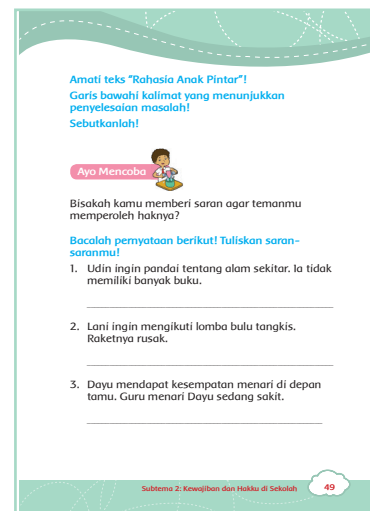 Amati teks "Rahasia Anak Pintar"!
Garis bawahi kalimat yang menunjukkan
penyelesaian masalah!
Sebutkanlah!
Ayo Mencoba
Bisakah kamu memberi saran agar temanmu
memperoleh haknya?
Bacalah pernyataan berikut! Tuliskan saran-
saranmu!
1. Udin ingin pandai tentang alam sekitar. Ia tidak
memiliki banyak buku.
2. Lani ingin mengikuti lomba bulu tangkis.
Raketnya rusak.
3. Dayu mendapat kesempatan menari di depan
tamu. Guru menari Dayu sedang sakit.
Subtema 2: Kewajiban dan Hakku di Sekolah
49